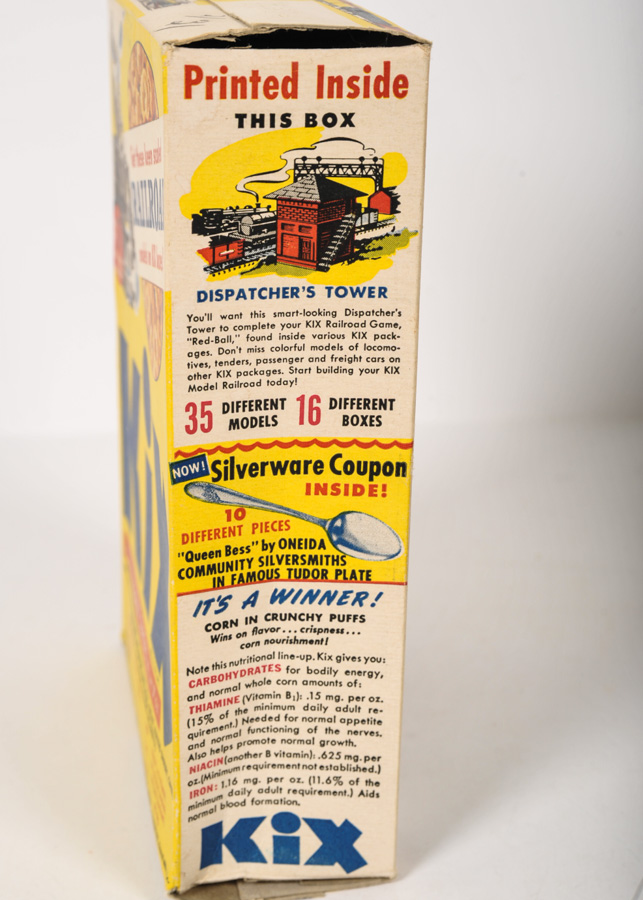 Printed Inside
THIS BOX
DISPATCHER'S TOWER
You'll want this smart-looking Dispatcher's
Tower to complete your KIX Railroad Game,
"Red-Ball," found inside various KIX pack-
ages. Don't miss colorful models of locomo-
tives, tenders, passenger and freight cars on
other KIX packages. Start building your KIX
Model Railroad today!
35 DIFFERENT MODELS 16 DIFFERENT BOXES
NOW! Silverware Coupon
INSIDE!
10
DIFFERENT PIECES
"Queen Bess" by ONEIDA
COMMUNITY SILVERSMITHS
IN FAMOUS TUDOR PLATE
IT'S A WINNER!
CORN IN CRUNCHY PUFFS
Wins on flavor...crispness...
corn nourishment!
Note this nutritional line-up. Kix gives you:
CARBOHYDRATES for bodily energy,
and normal whole corn amounts of:
THIAMINE (Vitamin B1): .15 mg. per oz.
(15% of the minimum daily adult re-
quirement.) Needed for normal appetite
and normal functioning of the nerves.
Also helps promote normal growth.
NIACIN (another B vitamin): .625 mg. per
oz. (Minimum requirement not established.)
IRON: 1.16 mg. per oz. (11.6% of the
minimum daily adult requirement.) Aids
normal blood formation.
KiX